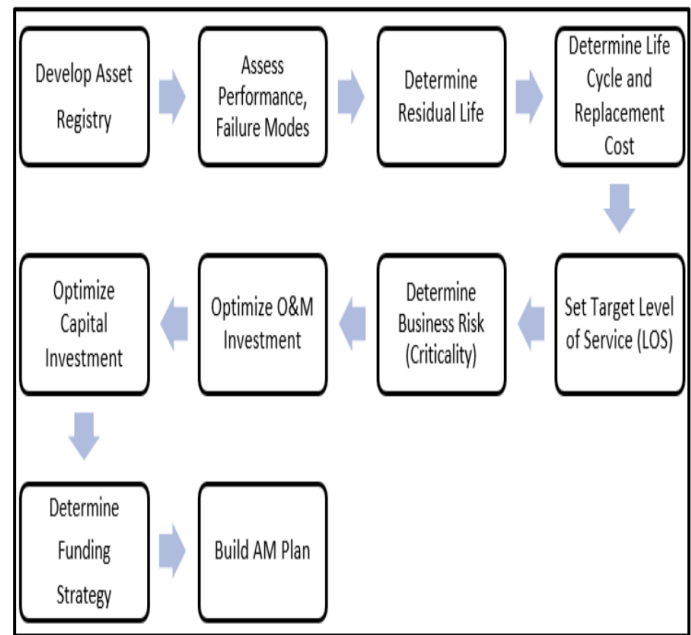 Develop Asset
Registry
Assess
Performance,
Failure Modes
Determine
Residual Life
Determine Life
Cycle and
Replacement
Cost
Set Target Level
of Service (LOS)
Determine
Business Risk
(Criticality)
Optimize O&M
Investment
Optimize
Capital
Investment
Determine
Funding
Strategy
Build AM Plan